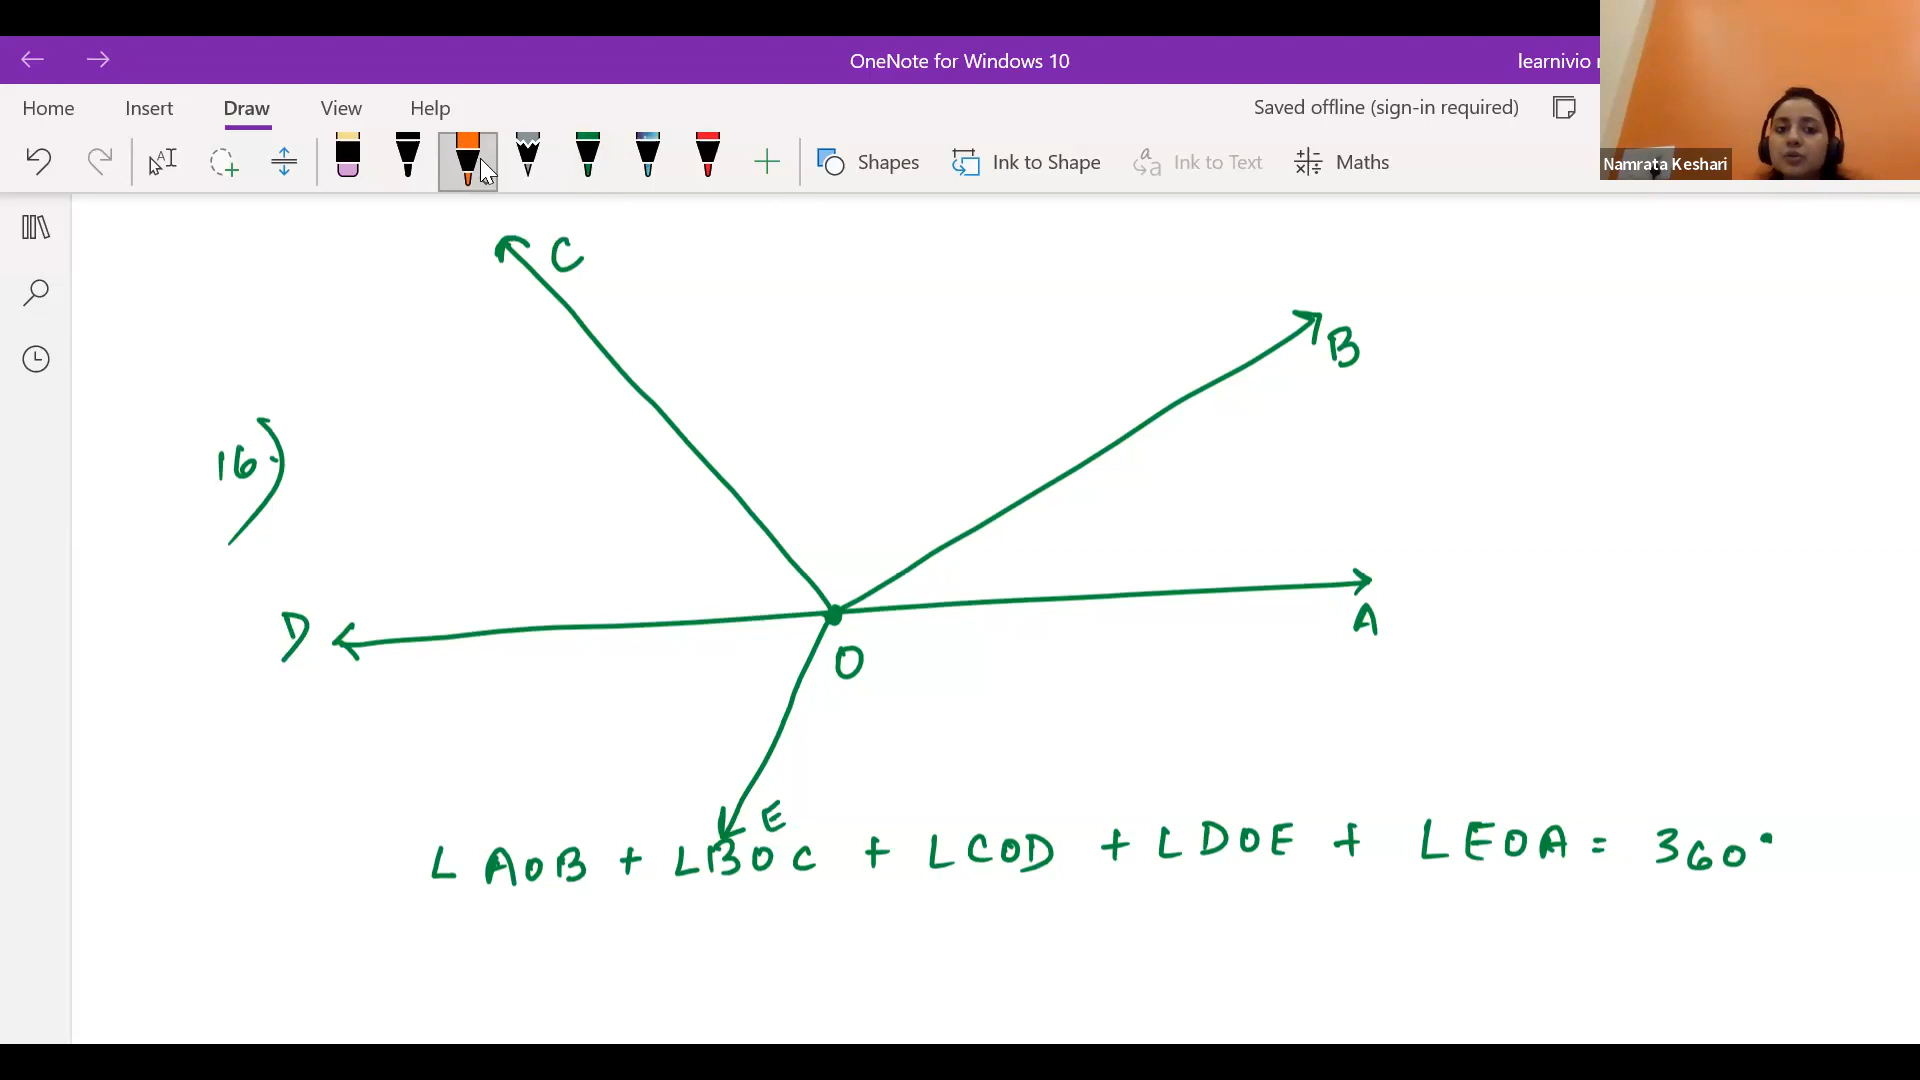 OneNote for Windows 10
learnivio
Home Insert Draw View Help
Saved offline (sign-in required)
Shapes Ink to Shape Ink to Text Maths
Namrata Keshari
C
B
16)
D
A
O
E
∠AOB + ∠BOC + ∠COD + ∠DOE + ∠EOA = 360°